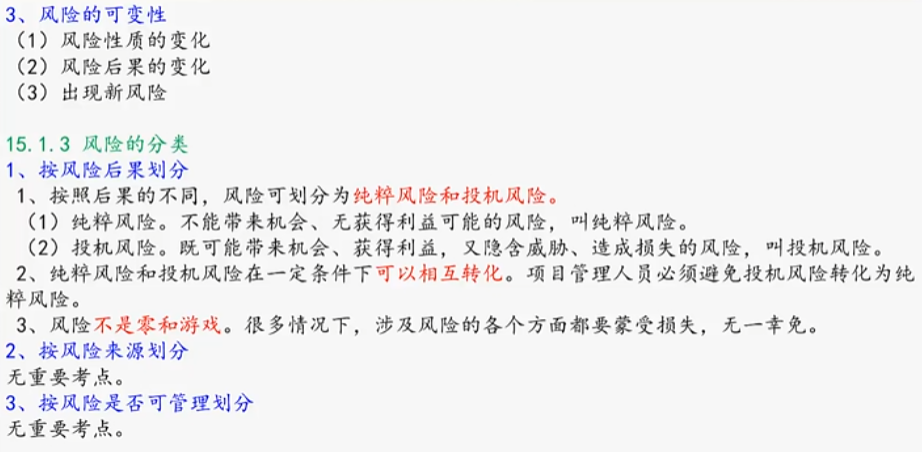 3、风险的可变性
（1）风险性质的变化
（2）风险后果的变化
（3）出现新风险
15.1.3 风险的分类
1、按风险后果划分
1、按照后果的不同，风险可划分为纯粹风险和投机风险。
（1）纯粹风险。不能带来机会、无获得利益可能的风险，叫纯粹风险。
（2）投机风险。既可能带来机会、获得利益，又隐含威胁、造成损失的风险，叫投机风险。
2、纯粹风险和投机风险在一定条件下可以相互转化。项目管理人员必须避免投机风险转化为纯
粹风险。
3、风险不是零和游戏。很多情况下，涉及风险的各个方面都要蒙受损失，无一幸免。
2、按风险来源划分
无重要考点。
3、按风险是否可管理划分
无重要考点。